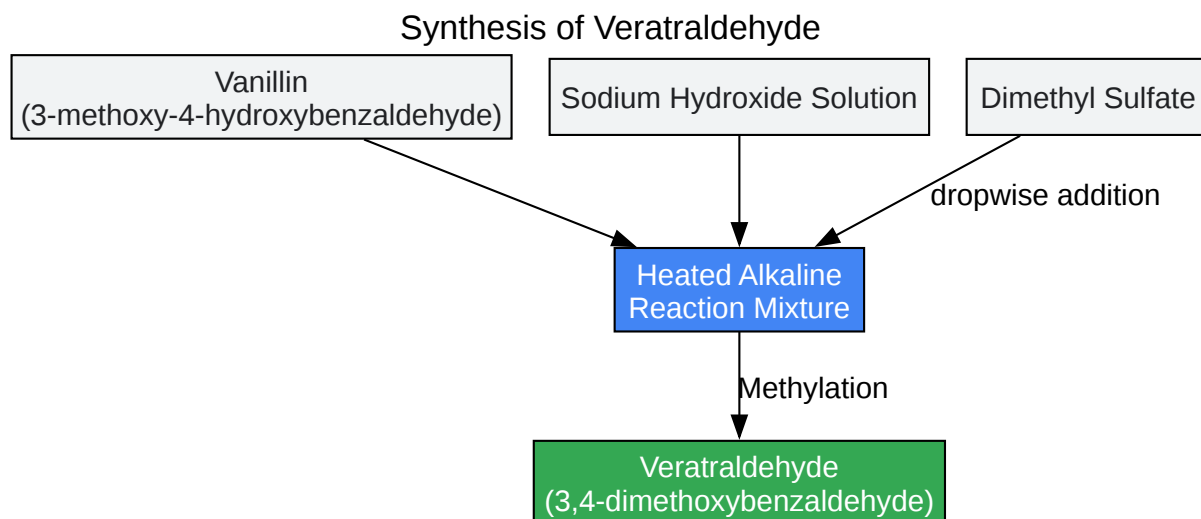 Synthesis of Veratraldehyde
Vanillin
(3-methoxy-4-hydroxybenzaldehyde)
Sodium Hydroxide Solution
Dimethyl Sulfate
dropwise addition
Heated Alkaline
Reaction Mixture
Methylation
Veratraldehyde
(3,4-dimethoxybenzaldehyde)